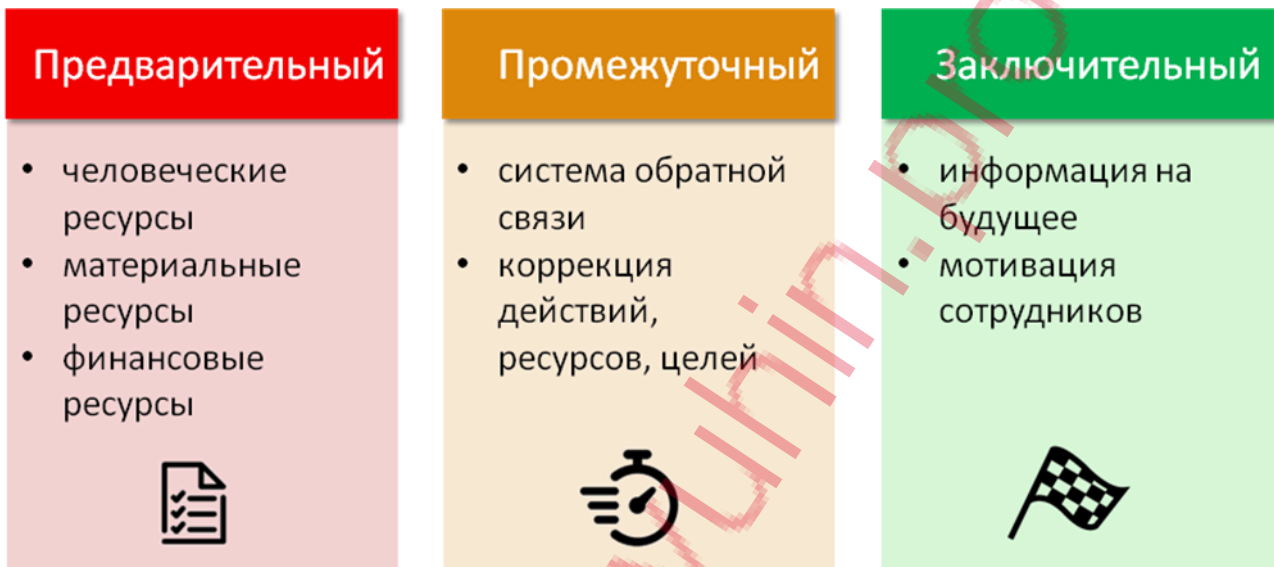 Предварительный
• человеческие
ресурсы
• материальные
ресурсы
• финансовые
ресурсы
Промежуточный
• система обратной
связи
• коррекция
действий,
ресурсов, целей
Заключительный
• информация на
будущее
• мотивация
сотрудников